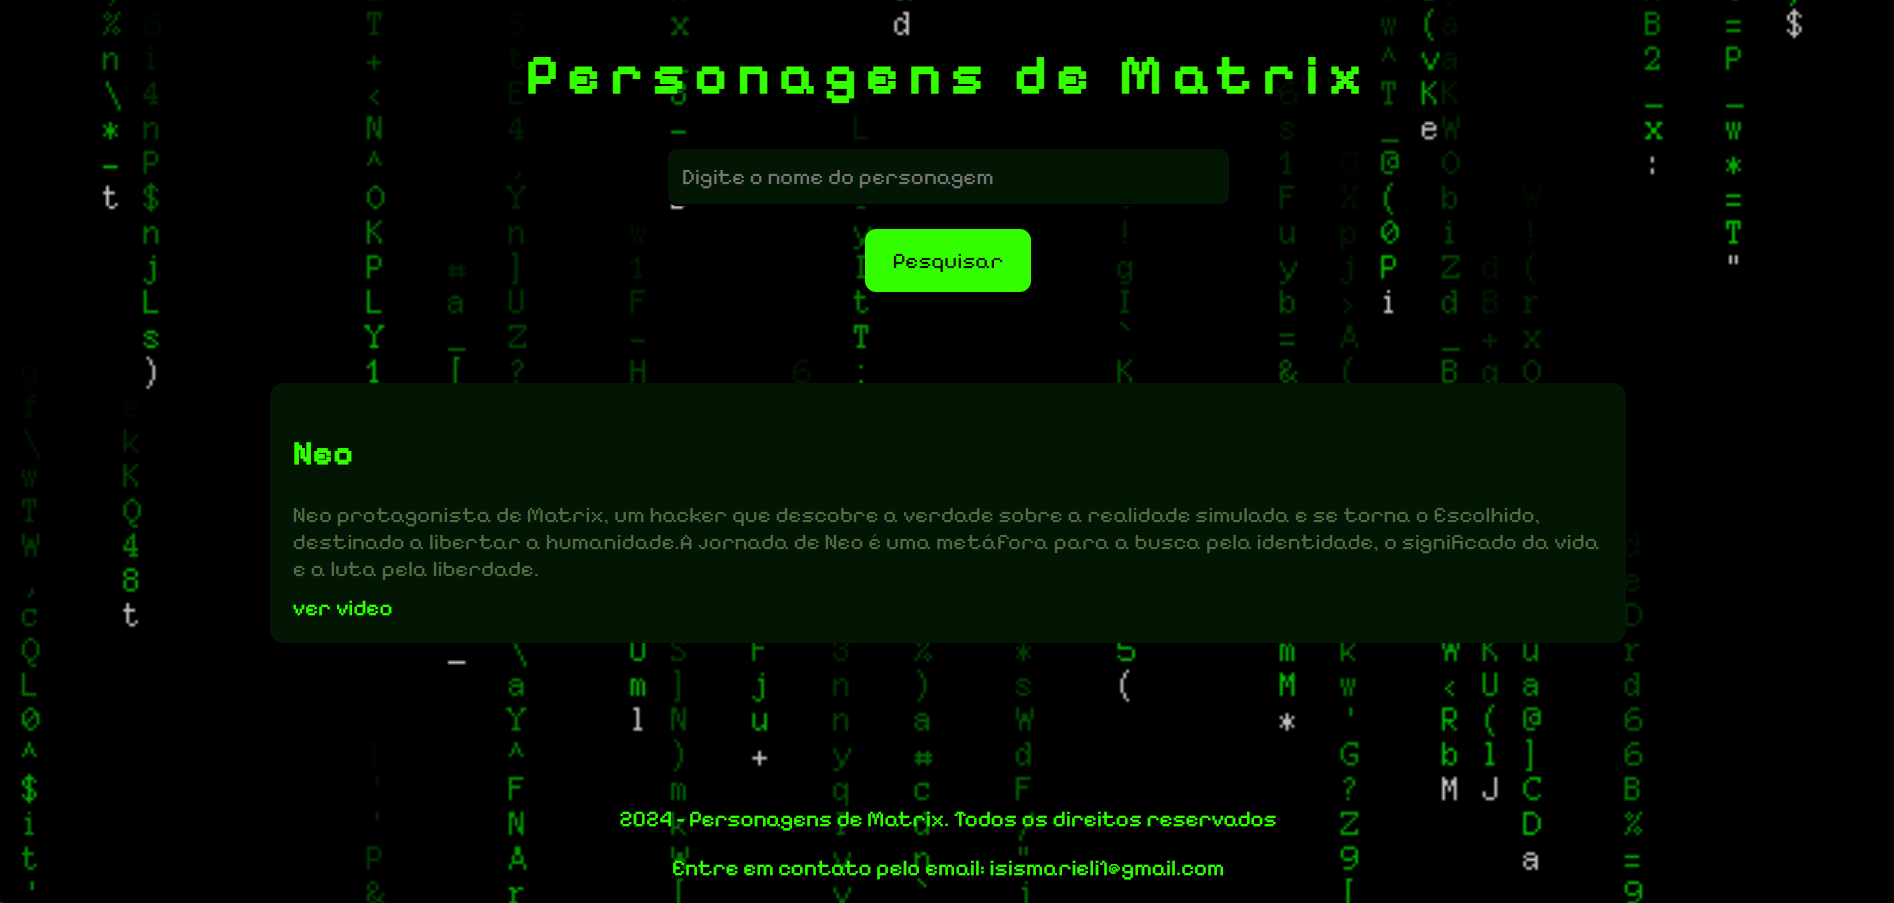 Personagens de Matrix
Digite o nome do personagem
Pesquisar
Neo
Neo protagonista de Matrix, um hacker que descobre a verdade sobre a realidade simulada e se torna o Escolhido,
destinado a libertar a humanidade.A jornada de Neo é uma metáfora para a busca pela identidade, o significado da vida
e a luta pela liberdade.
ver video
2024 - Personagens de Matrix. Todos os direitos reservados
Entre em contato pelo email: isismarieli1@gmail.com